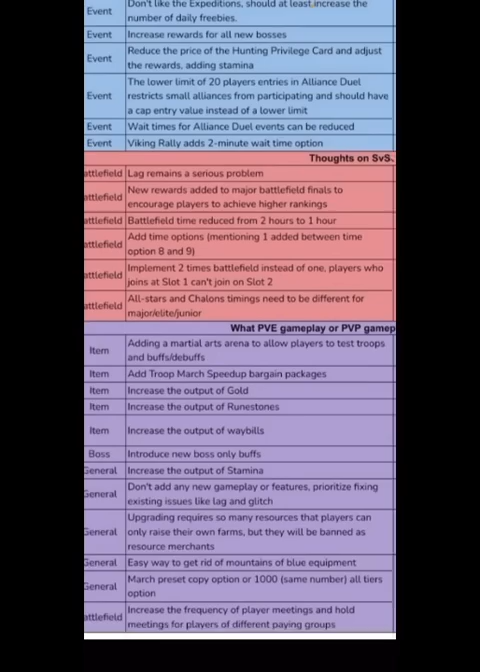 Don't like the Expeditions, should at least increase the
Event
number of daily freebies.
Event Increase rewards for all new bosses
Reduce the price of the Hunting Privilege Card and adjust
Event
the rewards, adding stamina
The lower limit of 20 players entries in Alliance Duel
Event restricts small alliances from participating and should have
a cap entry value instead of a lower limit
Event Wait times for Alliance Duel events can be reduced
Event Viking Rally adds 2-minute wait time option
Thoughts on SvS,
attlefield Lag remains a serious problem
New rewards added to major battlefield finals to
attlefield
encourage players to achieve higher rankings
attlefield Battlefield time reduced from 2 hours to 1 hour
Add time options (mentioning 1 added between time
attlefield
option 8 and 9)
Implement 2 times battlefield instead of one, players who
attlefield
joins at Slot 1 can't join on Slot 2
All-stars and Chalons timings need to be different for
attlefield
major/elite/junior
What PVE gameplay or PVP gamep
Adding a martial arts arena to allow players to test troops
Item
and buffs/debuffs
Item Add Troop March Speedup bargain packages
Item Increase the output of Gold
Item Increase the output of Runestones
Item Increase the output of waybills
Boss Introduce new boss only buffs
General Increase the output of Stamina
Don't add any new gameplay or features, prioritize fixing
General
existing issues like lag and glitch
Upgrading requires so many resources that players can
General only raise their own farms, but they will be banned as
resource merchants
General Easy way to get rid of mountains of blue equipment
March preset copy option or 1000 (same number) all tiers
General
option
Increase the frequency of player meetings and hold
attlefield
meetings for players of different paying groups